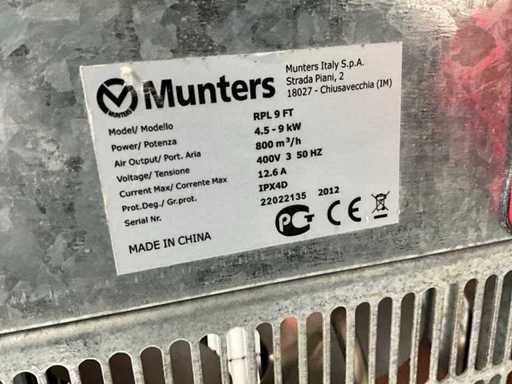 Munters
Munters Italy S.p.A.
Strada Piani, 2
18027 - Chiusavecchia (IM)
Model/ Modello RPL 9 FT
Power/ Potenza 4.5 - 9 kW
Air Output/ Port. Aria 800 m³/h
Voltage/ Tensione 400V 3 50 HZ
Current Max/ Corrente Max 12.6 A
Prot.Deg./ Gr.prot. IPX4D
Serial Nr. 22022135 2012
MADE IN CHINA
CE